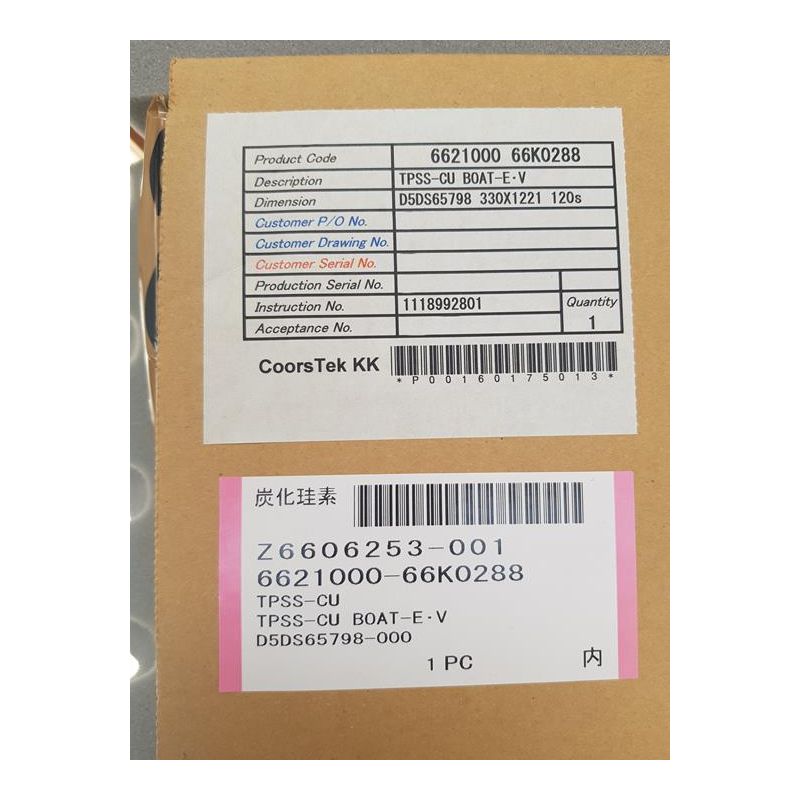 Product Code 6621000 66K0288
Description TPSS-CU BOAT-E・V
Dimension D5DS65798 330X1221 120s
Customer P/O No.
Customer Drawing No.
Customer Serial No.
Production Serial No.
Instruction No. 1118992801 Quantity
Acceptance No. 1
CoorsTek KK
*P00160175013*
炭化珪素
Z6606253-001
6621000-66K0288
TPSS-CU
TPSS-CU BOAT-E・V
D5DS65798-000
1 PC 内